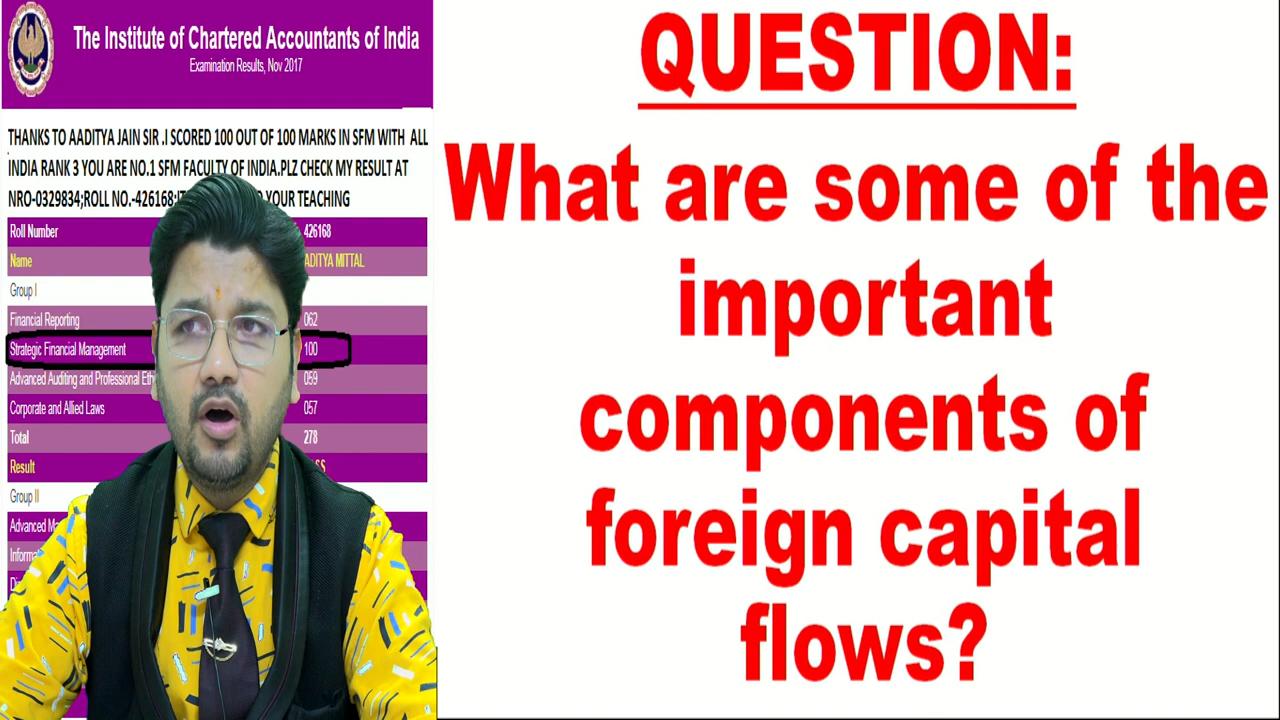 The Institute of Chartered Accountants of India
Examination Results, Nov 2017
THANKS TO AADITYA JAIN SIR .I SCORED 100 OUT OF 100 MARKS IN SFM WITH ALL
INDIA RANK 3 YOU ARE NO.1 SFM FACULTY OF INDIA.PLZ CHECK MY RESULT AT
NRO-0329834;ROLL NO.-426168; YOUR TEACHING
Roll Number 426168
Name ADITYA MITTAL
Group I
Financial Reporting 062
Strategic Financial Management 100
Advanced Auditing and Professional 059
Corporate and Allied Laws 057
Total 278
Result
Group II
Advanced
QUESTION:
What are some of the
important
components of
foreign capital
flows?